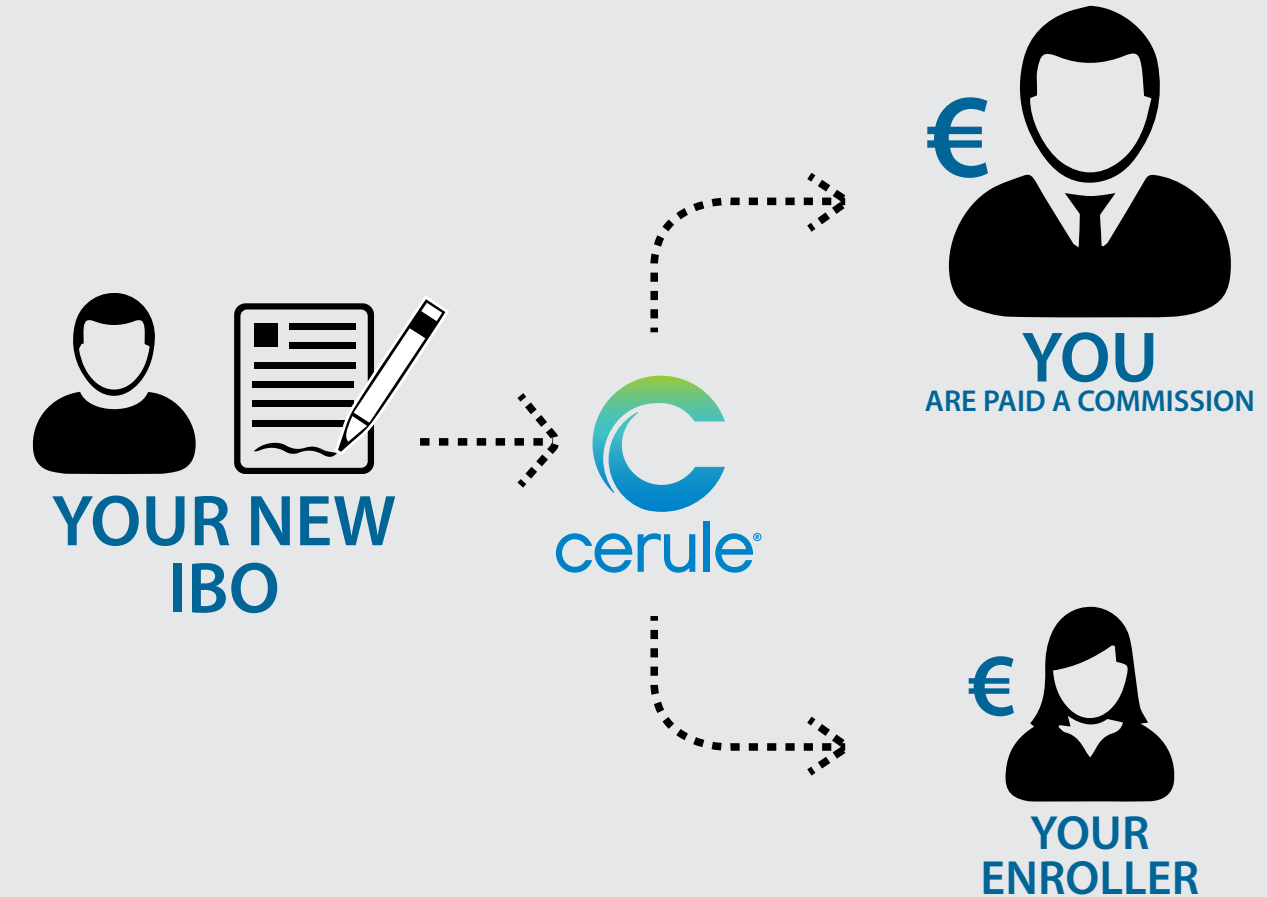 €
YOU
ARE PAID A COMMISSION
YOUR NEW
IBO
cerule®
€
YOUR
ENROLLER